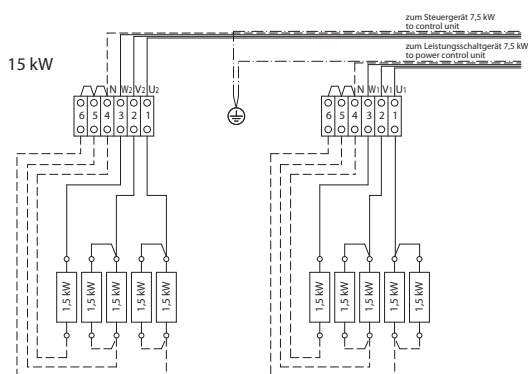 zum Steuergerät 7,5 kW
to control unit
zum Leistungsschaltgerät 7,5 kW
to power control unit
15 kW
N W2 V2 U2
6 5 4 3 2 1
N W1 V1 U1
6 5 4 3 2 1
1,5 kW 1,5 kW 1,5 kW 1,5 kW 1,5 kW
1,5 kW 1,5 kW 1,5 kW 1,5 kW 1,5 kW